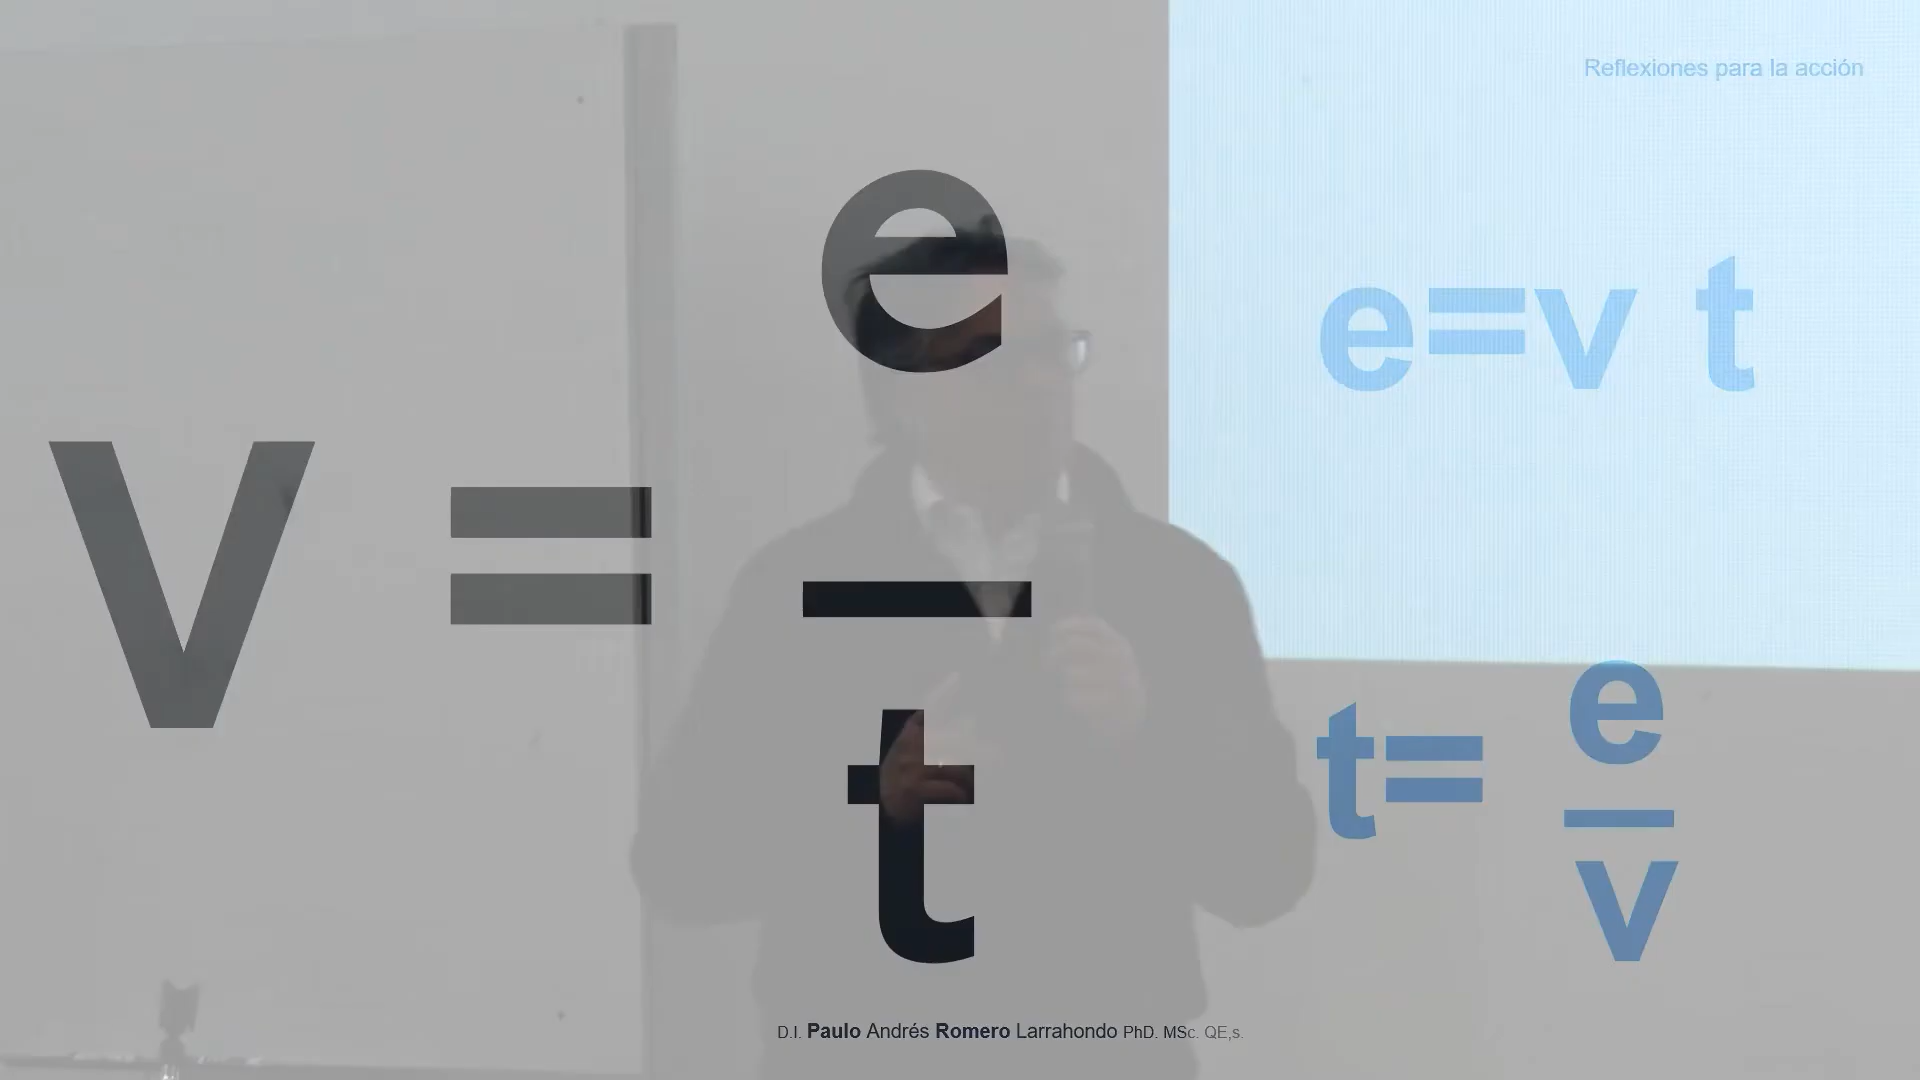 Reflexiones para la acción
v = e
t
e=v t
t= e
v
D.I. Paulo Andrés Romero Larrahondo PhD. MSc. QE,s.